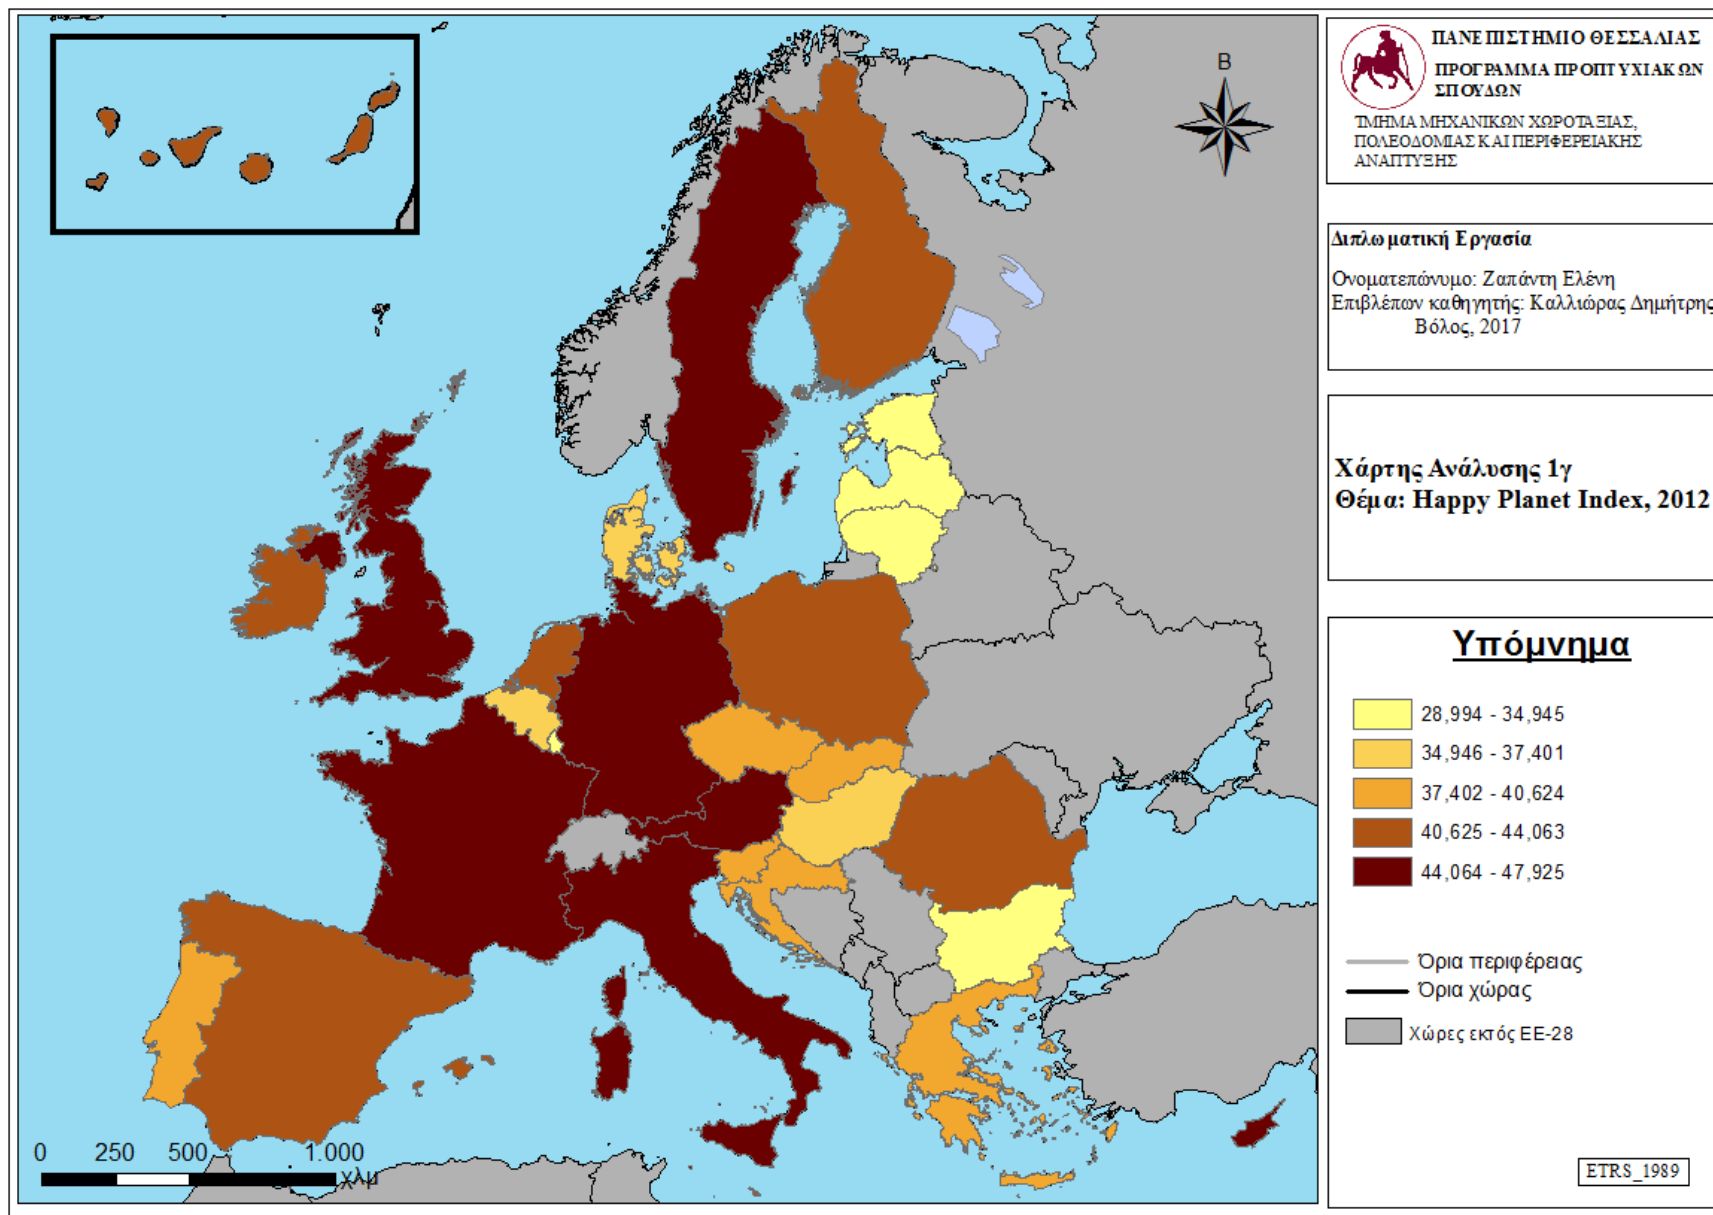 B
0 250 500 1.000
χλμ
ΠΑΝΕΠΙΣΤΗΜΙΟ ΘΕΣΣΑΛΙΑΣ
ΠΡΟΓΡΑΜΜΑ ΠΡΟΠΤΥΧΙΑΚΩΝ
ΣΠΟΥΔΩΝ
ΤΜΗΜΑ ΜΗΧΑΝΙΚΩΝ ΧΩΡΟΤΑΞΙΑΣ,
ΠΟΛΕΟΔΟΜΙΑΣ ΚΑΙ ΠΕΡΙΦΕΡΕΙΑΚΗΣ
ΑΝΑΠΤΥΞΗΣ
Διπλωματική Εργασία
Ονοματεπώνυμο: Ζαπάντη Ελένη
Επιβλέπων καθηγητής: Καλλιώρας Δημήτρης
Βόλος, 2017
Χάρτης Ανάλυσης 1γ
Θέμα: Happy Planet Index, 2012
Υπόμνημα
28,994 - 34,945
34,946 - 37,401
37,402 - 40,624
40,625 - 44,063
44,064 - 47,925
Όρια περιφέρειας
Όρια χώρας
Χώρες εκτός ΕΕ-28
ETRS_1989